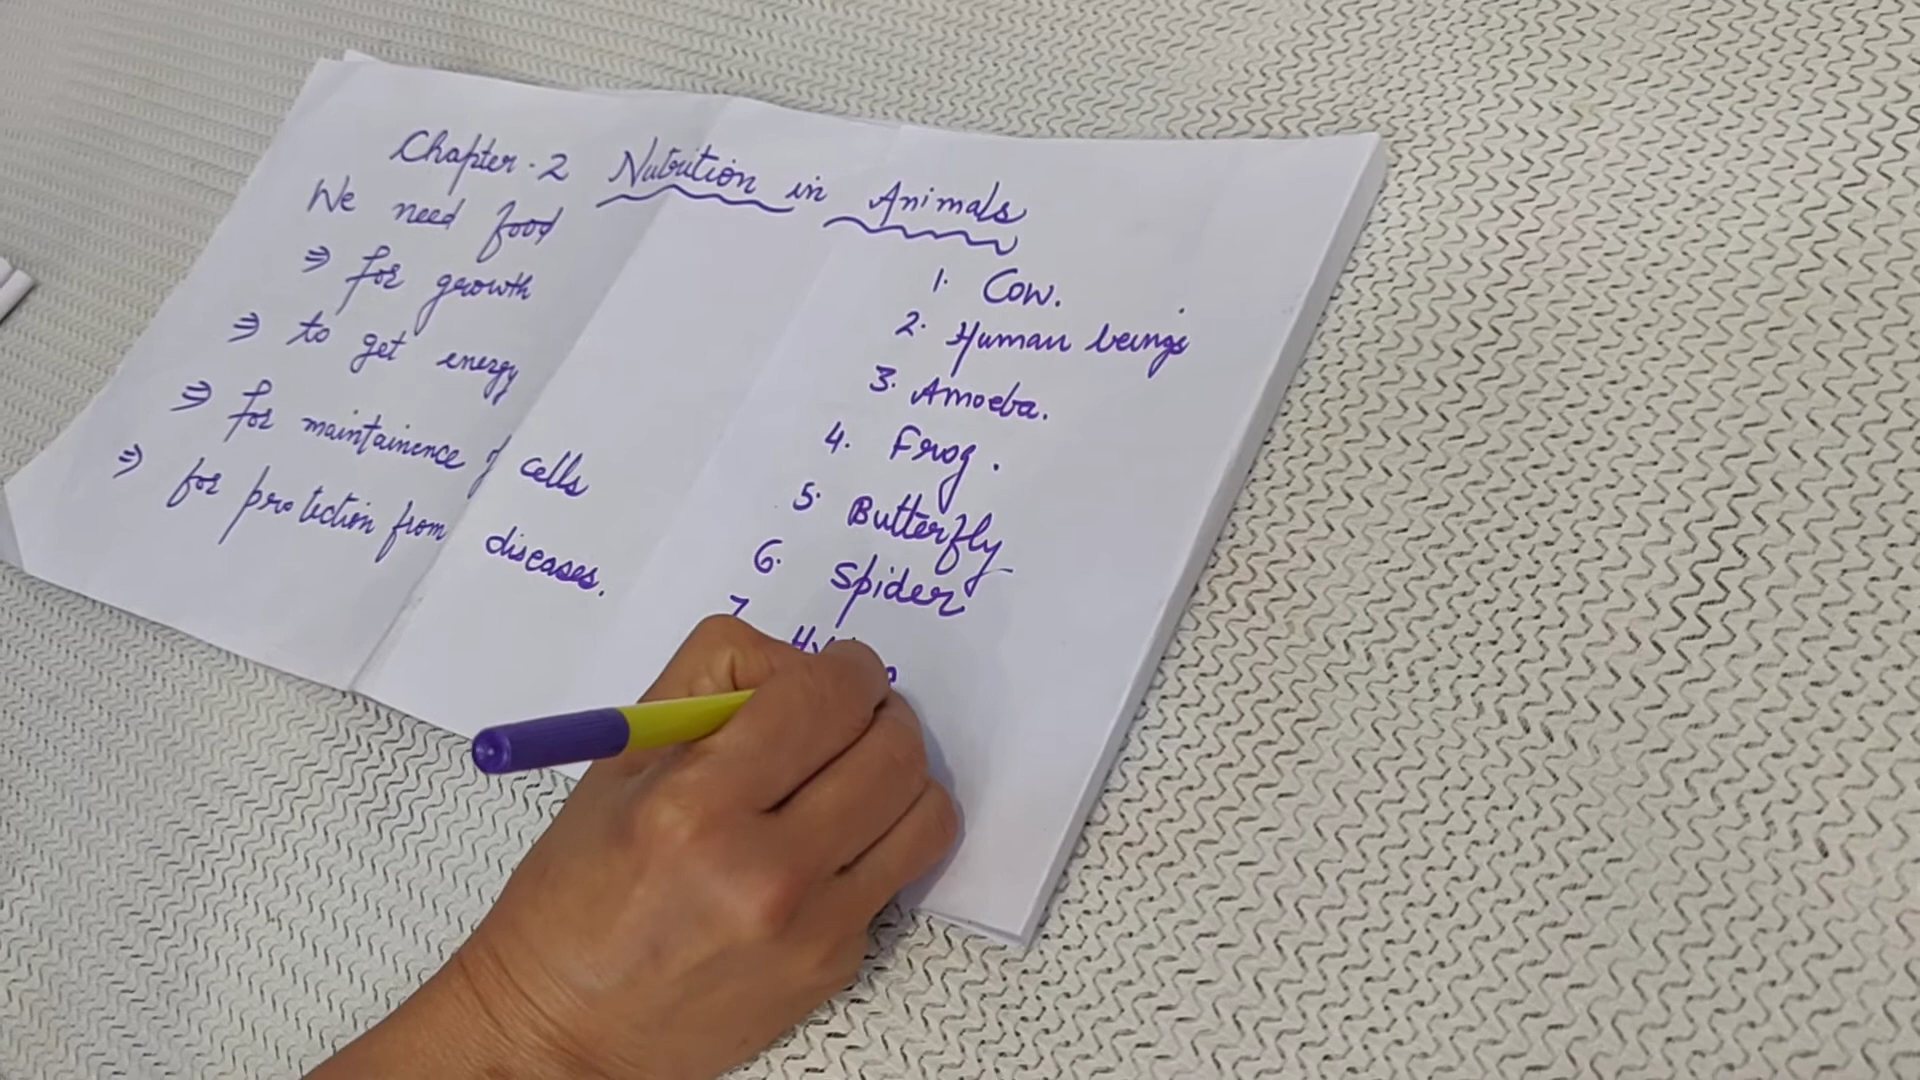 Chapter - 2 Nutrition in Animals
We need food
⇒ for growth
⇒ to get energy
⇒ for maintainence of cells
⇒ for protection from diseases.
1. Cow.
2. Human beings
3. Amoeba.
4. Frog.
5. Butterfly
6. Spider
7